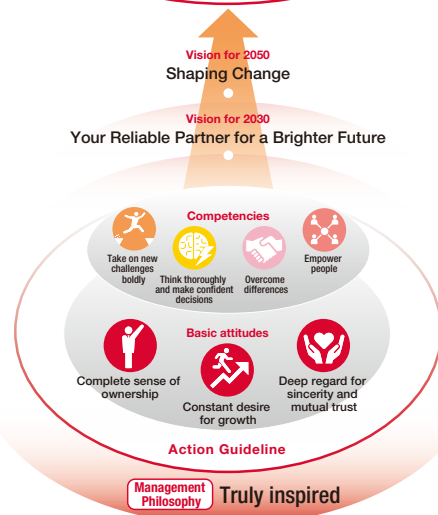 Vision for 2050
Shaping Change
Vision for 2030
Your Reliable Partner for a Brighter Future
Competencies
Take on new
challenges
boldly
Think thoroughly
and make confident
decisions
Overcome
differences
Empower
people
Basic attitudes
Complete sense of
ownership
Constant desire
for growth
Deep regard for
sincerity and
mutual trust
Action Guideline
Management
Philosophy
Truly inspired